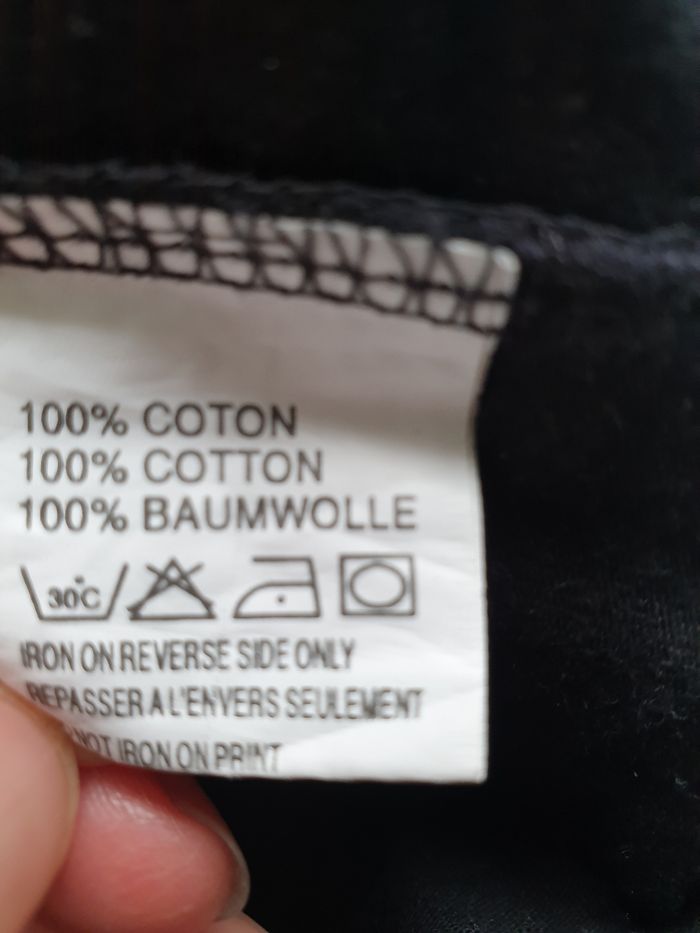 100% COTON
100% COTTON
100% BAUMWOLLE
30°C
IRON ON REVERSE SIDE ONLY
REPASSER A L'ENVERS SEULEMENT
NOT IRON ON PRINT